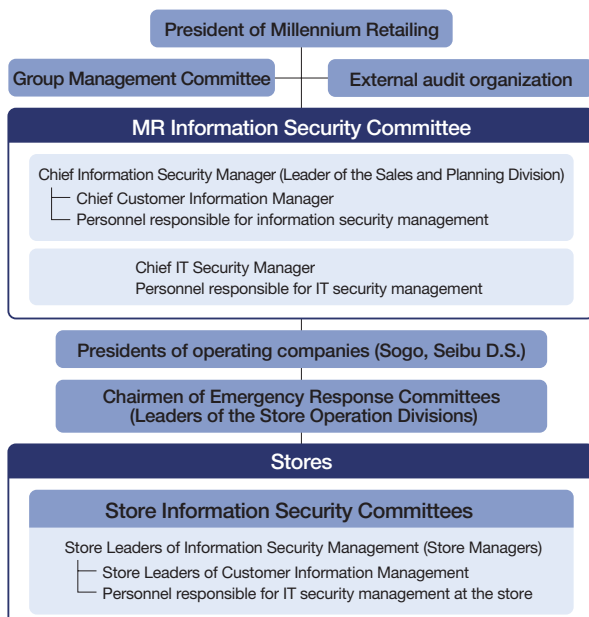 President of Millennium Retailing
Group Management Committee
External audit organization
MR Information Security Committee
Chief Information Security Manager (Leader of the Sales and Planning Division)
Chief Customer Information Manager
Personnel responsible for information security management
Chief IT Security Manager
Personnel responsible for IT security management
Presidents of operating companies (Sogo, Seibu D.S.)
Chairmen of Emergency Response Committees
(Leaders of the Store Operation Divisions)
Stores
Store Information Security Committees
Store Leaders of Information Security Management (Store Managers)
Store Leaders of Customer Information Management
Personnel responsible for IT security management at the store